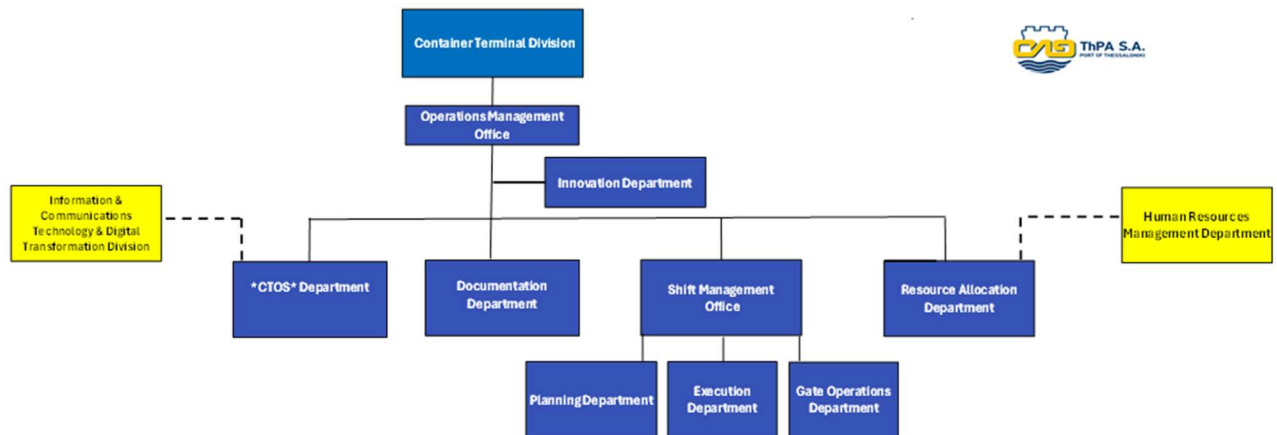 Container Terminal Division
ThPA S.A.
PORT OF THESSALONIKI
Operations Management
Office
Innovation Department
Information &
Communications
Technology & Digital
Transformation Division
Human Resources
Management Department
*CTOS* Department
Documentation
Department
Shift Management
Office
Resource Allocation
Department
Planning Department
Execution
Department
Gate Operations
Department